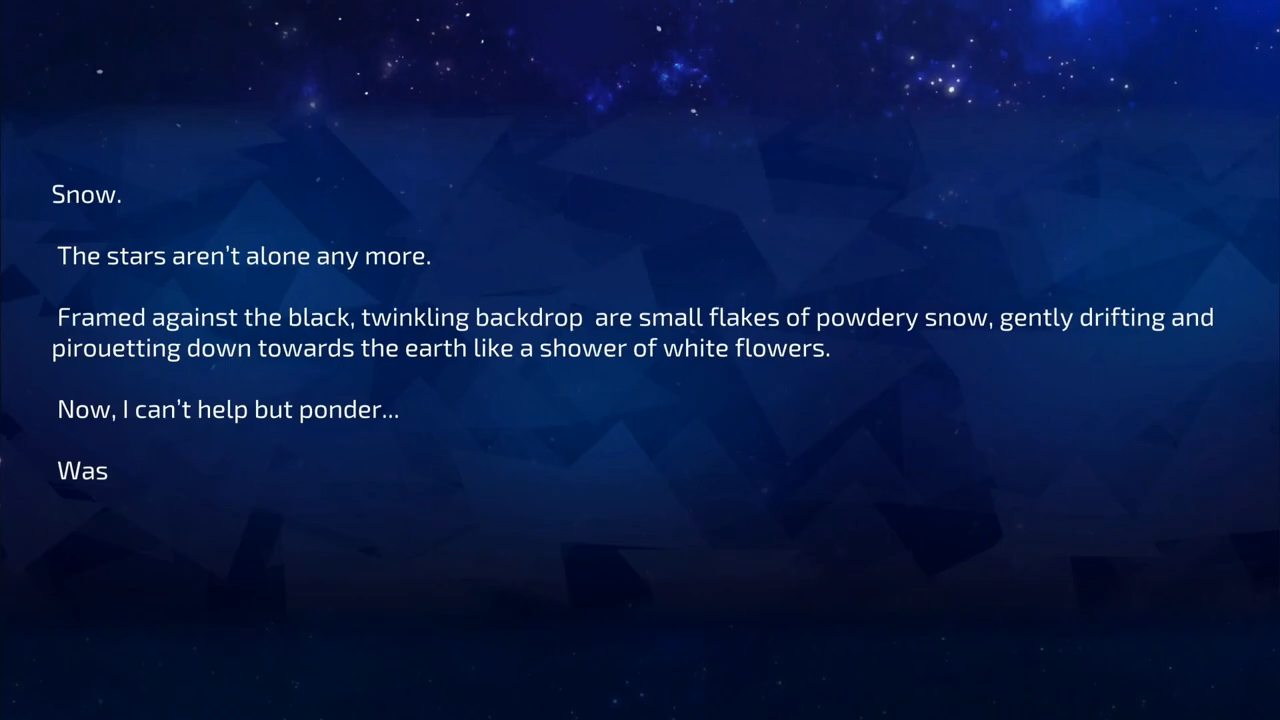 Snow.
The stars aren’t alone any more.
Framed against the black, twinkling backdrop  are small flakes of powdery snow, gently drifting and
pirouetting down towards the earth like a shower of white flowers.
Now, I can’t help but ponder...
Was